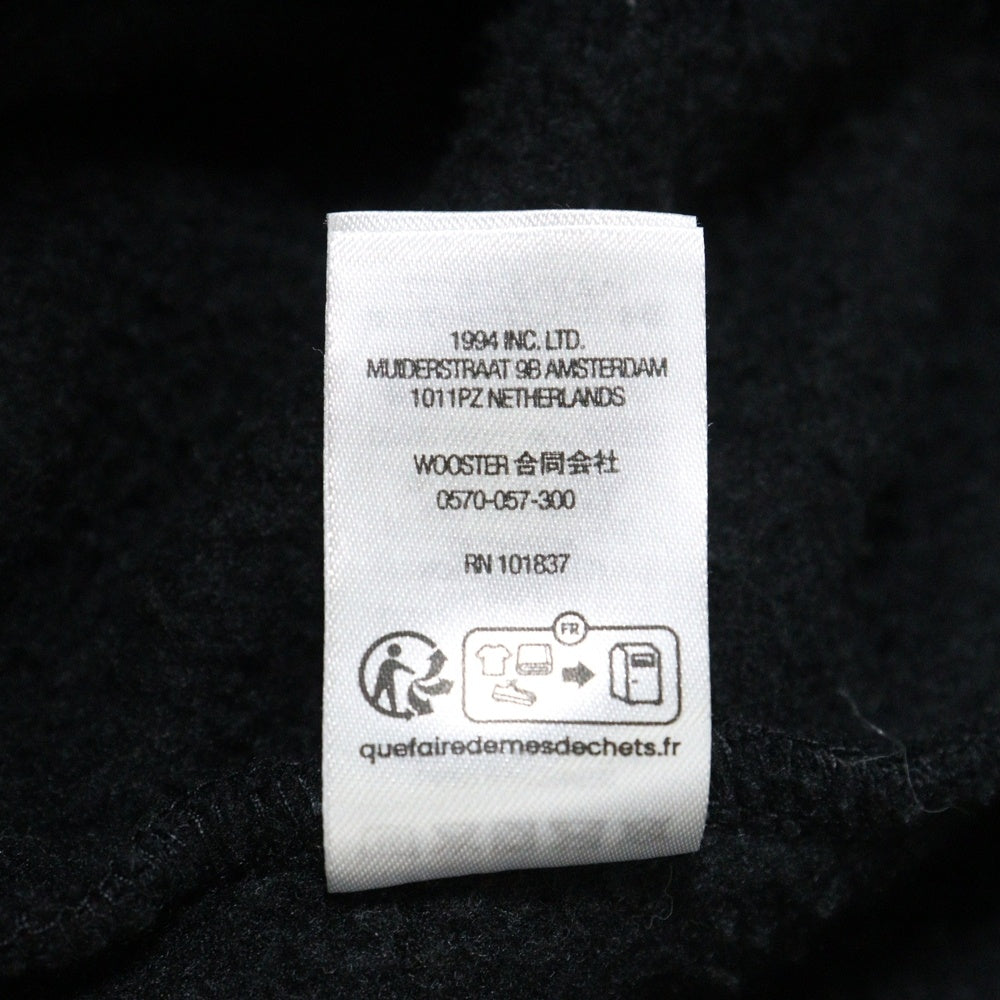 1994 INC. LTD.
MUIDERSTRAAT 9B AMSTERDAM
1011PZ NETHERLANDS
WOOSTER 合同会社
0570-057-300
RN 101837
FR
quefairedemesdechets.fr